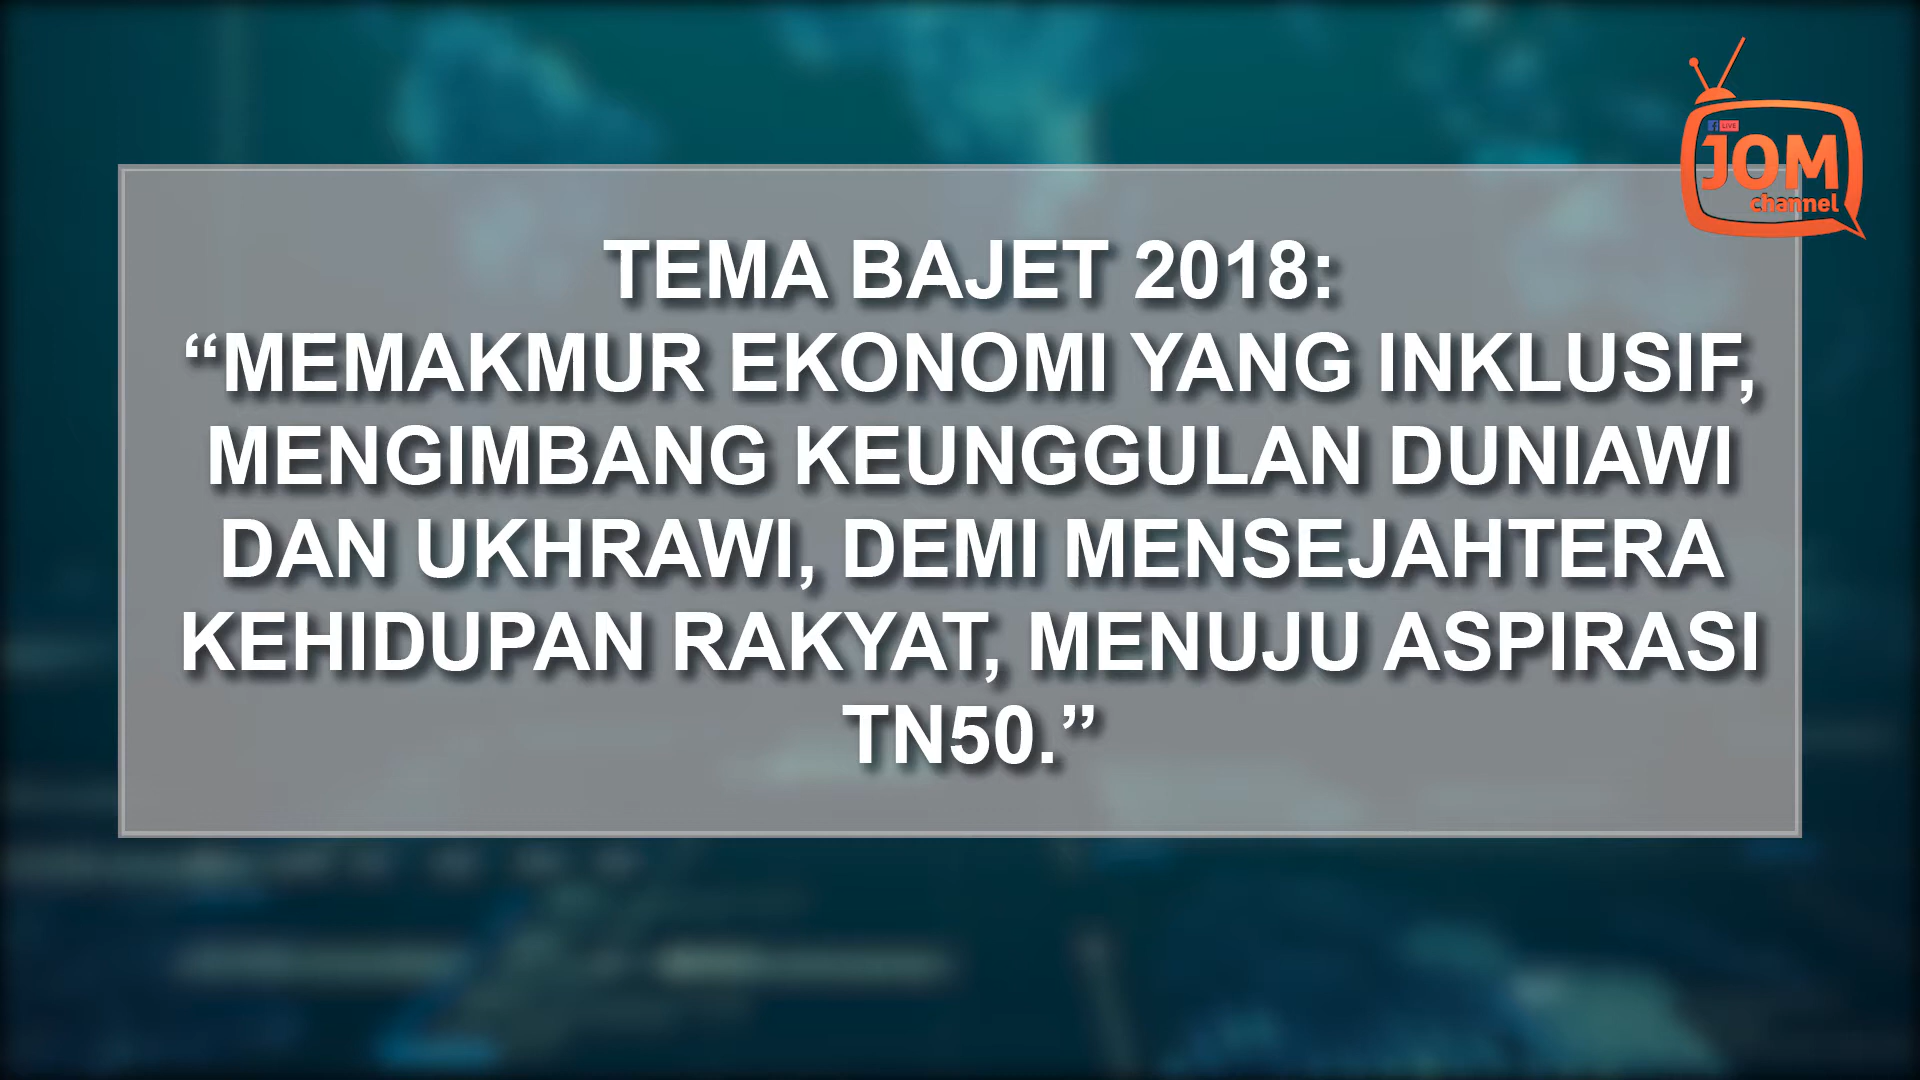 LIVE
JOM
channel
TEMA BAJET 2018:
“MEMAKMUR EKONOMI YANG INKLUSIF,
MENGIMBANG KEUNGGULAN DUNIAWI
DAN UKHRAWI, DEMI MENSEJAHTERA
KEHIDUPAN RAKYAT, MENUJU ASPIRASI
TN50.”